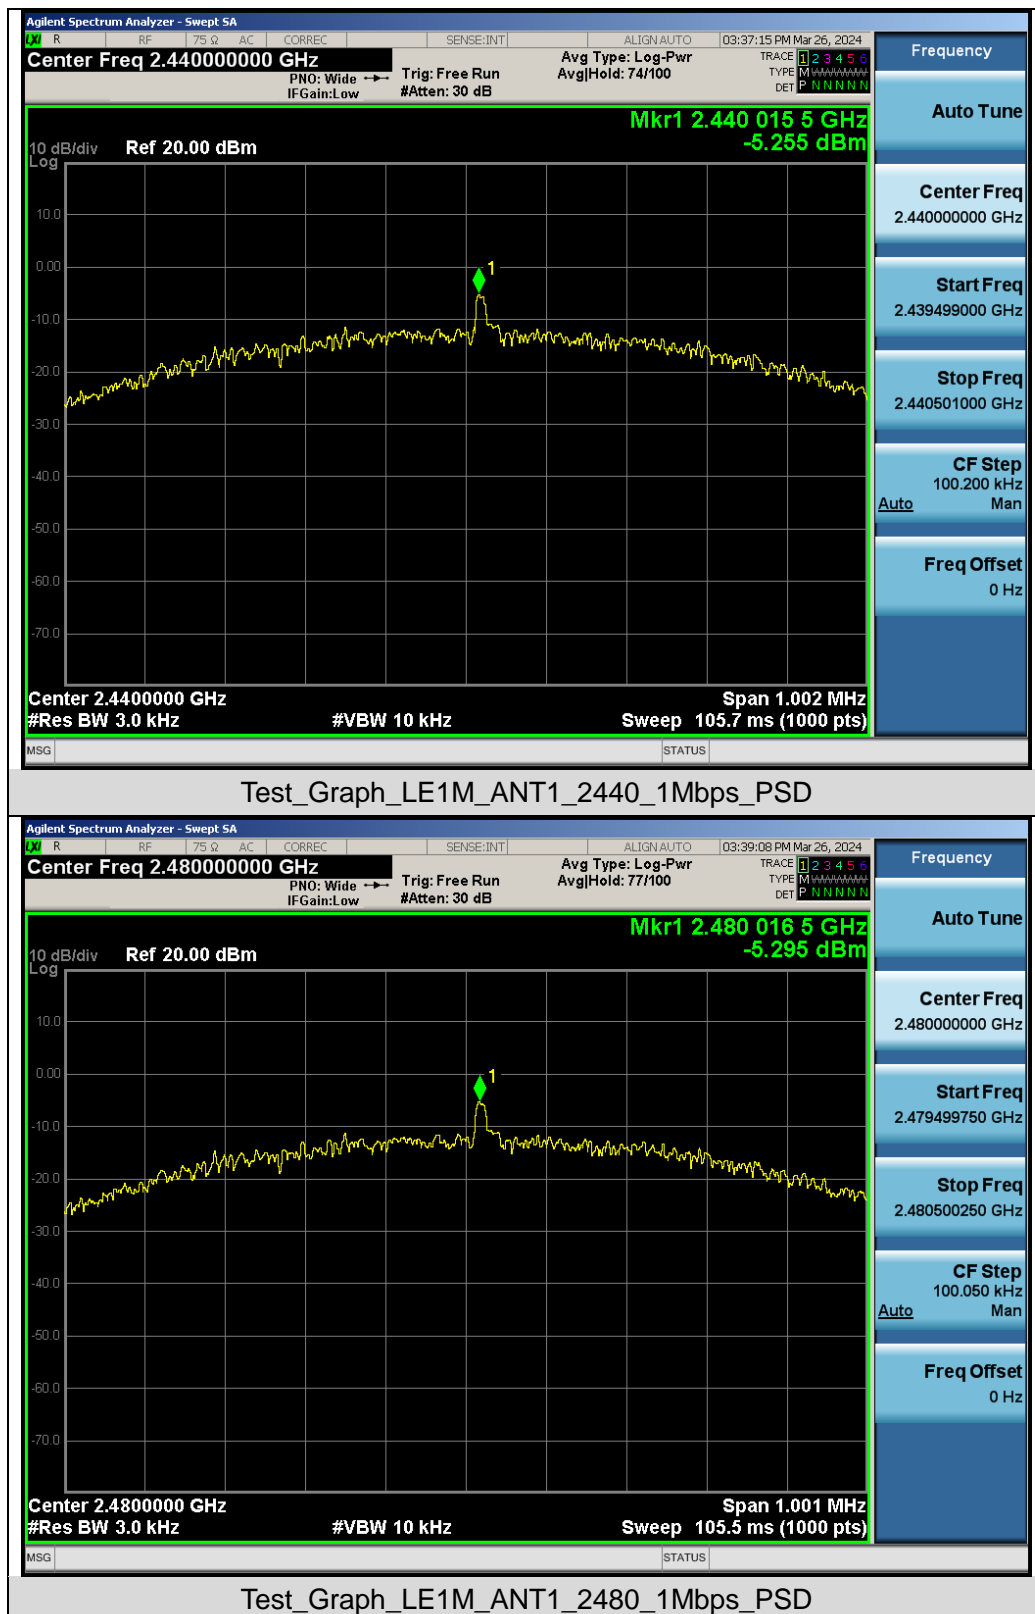 Agilent Spectrum Analyzer - Swept SA
LXI R RF 75 Ω AC CORREC SENSE:INT ALIGN AUTO 03:37:15 PM Mar 26, 2024
Center Freq 2.440000000 GHz
PNO: Wide
IFGain:Low
Trig: Free Run
#Atten: 30 dB
Avg Type: Log-Pwr
Avg|Hold: 74/100
TRACE 1 2 3 4 5 6
TYPE M WWWWW
DET P N N N N N
Frequency
Auto Tune
Center Freq
2.440000000 GHz
Start Freq
2.439499000 GHz
Stop Freq
2.440501000 GHz
CF Step
100.200 kHz
Auto Man
Freq Offset
0 Hz
Mkr1 2.440 015 5 GHz
-5.255 dBm
10 dB/div Ref 20.00 dBm
Log
10.0
0.00
1
-10.0
-20.0
-30.0
-40.0
-50.0
-60.0
-70.0
Center 2.4400000 GHz Span 1.002 MHz
#Res BW 3.0 kHz #VBW 10 kHz Sweep 105.7 ms (1000 pts)
MSG STATUS
Test_Graph_LE1M_ANT1_2440_1Mbps_PSD
Agilent Spectrum Analyzer - Swept SA
LXI R RF 75 Ω AC CORREC SENSE:INT ALIGN AUTO 03:39:08 PM Mar 26, 2024
Center Freq 2.480000000 GHz
PNO: Wide
IFGain:Low
Trig: Free Run
#Atten: 30 dB
Avg Type: Log-Pwr
Avg|Hold: 77/100
TRACE 1 2 3 4 5 6
TYPE M WWWWW
DET P N N N N N
Frequency
Auto Tune
Center Freq
2.480000000 GHz
Start Freq
2.479499750 GHz
Stop Freq
2.480500250 GHz
CF Step
100.050 kHz
Auto Man
Freq Offset
0 Hz
Mkr1 2.480 016 5 GHz
-5.295 dBm
10 dB/div Ref 20.00 dBm
Log
10.0
0.00
1
-10.0
-20.0
-30.0
-40.0
-50.0
-60.0
-70.0
Center 2.4800000 GHz Span 1.001 MHz
#Res BW 3.0 kHz #VBW 10 kHz Sweep 105.5 ms (1000 pts)
MSG STATUS
Test_Graph_LE1M_ANT1_2480_1Mbps_PSD